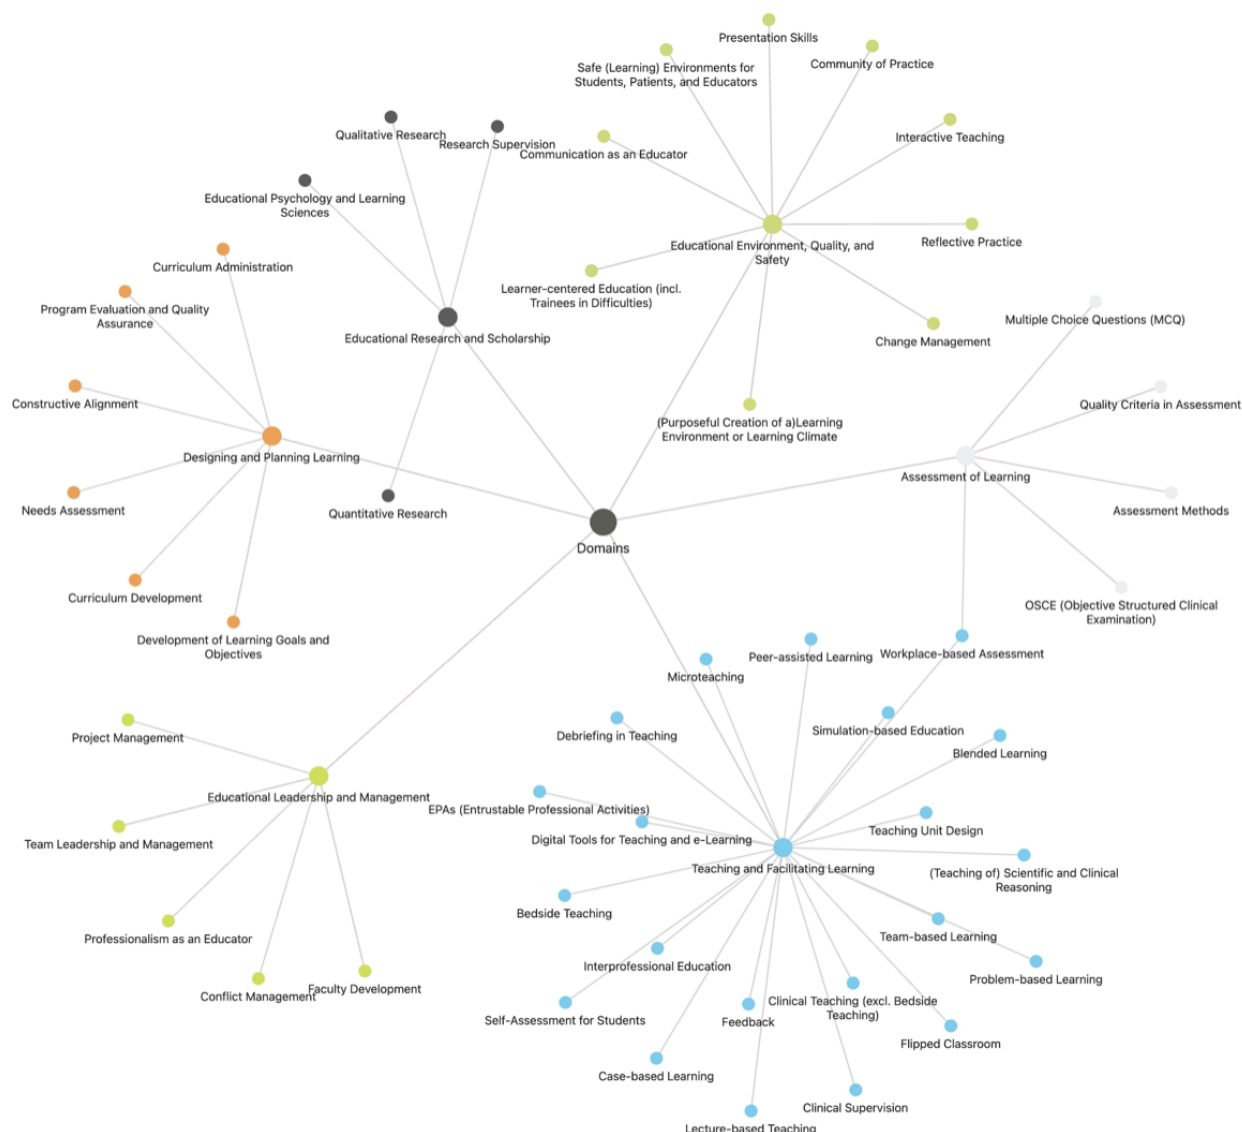 Presentation Skills
Safe (Learning) Environments for
Students, Patients, and Educators
Community of Practice
Qualitative Research
Research Supervision
Communication as an Educator
Interactive Teaching
Educational Psychology and Learning
Sciences
Educational Environment, Quality, and
Safety
Reflective Practice
Curriculum Administration
Learner-centered Education (incl.
Trainees in Difficulties)
Program Evaluation and Quality
Assurance
Educational Research and Scholarship
Change Management
Multiple Choice Questions (MCQ)
Constructive Alignment
Quality Criteria in Assessment
(Purposeful Creation of a)Learning
Environment or Learning Climate
Designing and Planning Learning
Assessment of Learning
Needs Assessment
Quantitative Research
Assessment Methods
Domains
Curriculum Development
OSCE (Objective Structured Clinical
Examination)
Development of Learning Goals and
Objectives
Peer-assisted Learning
Workplace-based Assessment
Microteaching
Project Management
Debriefing in Teaching
Simulation-based Education
Blended Learning
Educational Leadership and Management
EPAs (Entrustable Professional Activities)
Team Leadership and Management
Digital Tools for Teaching and e-Learning
Teaching Unit Design
Teaching and Facilitating Learning
(Teaching of) Scientific and Clinical
Reasoning
Bedside Teaching
Professionalism as an Educator
Team-based Learning
Interprofessional Education
Problem-based Learning
Conflict Management
Faculty Development
Self-Assessment for Students
Feedback
Clinical Teaching (excl. Bedside
Teaching)
Flipped Classroom
Case-based Learning
Clinical Supervision
Lecture-based Teaching